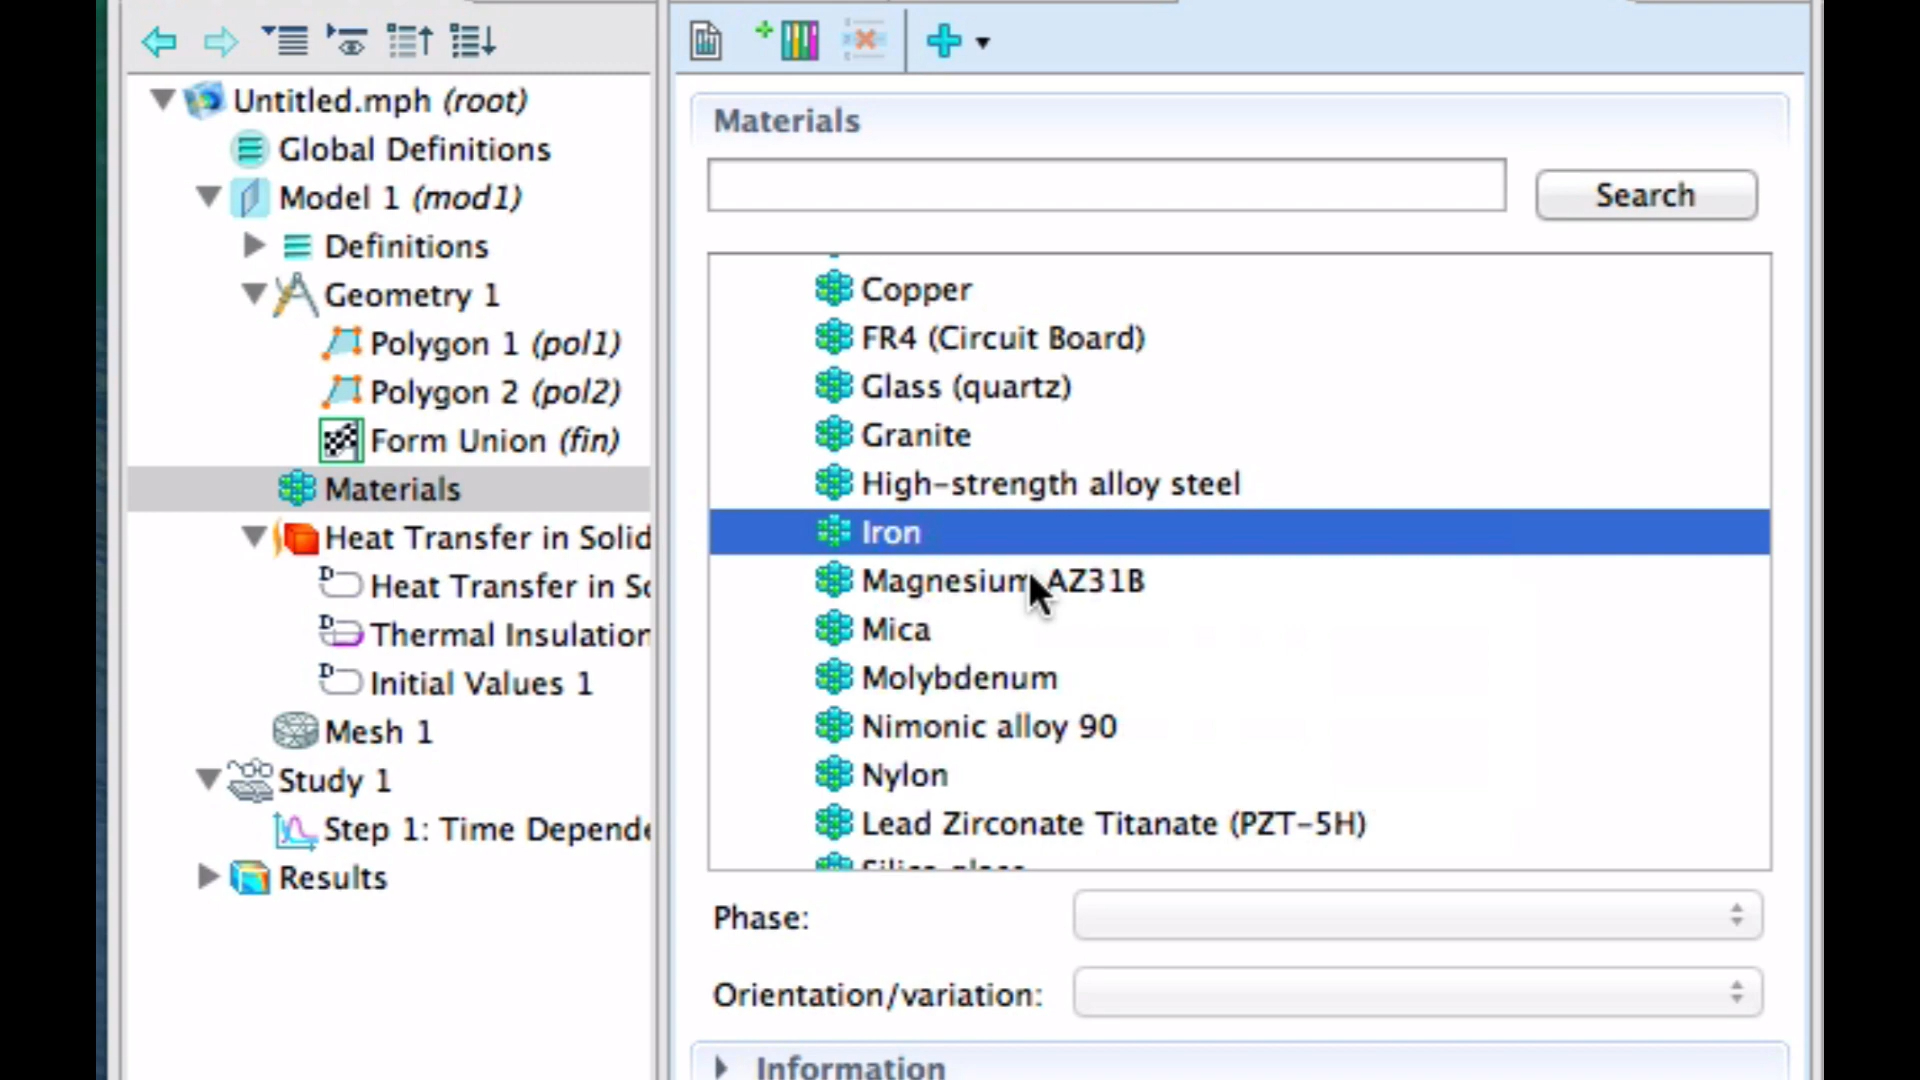 Untitled.mph (root)
Global Definitions
Model 1 (mod1)
Definitions
Geometry 1
Polygon 1 (pol1)
Polygon 2 (pol2)
Form Union (fin)
Materials
Heat Transfer in Solid
Heat Transfer in So
Thermal Insulation
Initial Values 1
Mesh 1
Study 1
Step 1: Time Depende
Results
Materials
Search
Copper
FR4 (Circuit Board)
Glass (quartz)
Granite
High-strength alloy steel
Iron
Magnesium AZ31B
Mica
Molybdenum
Nimonic alloy 90
Nylon
Lead Zirconate Titanate (PZT-5H)
Silica glass
Phase:
Orientation/variation:
Information